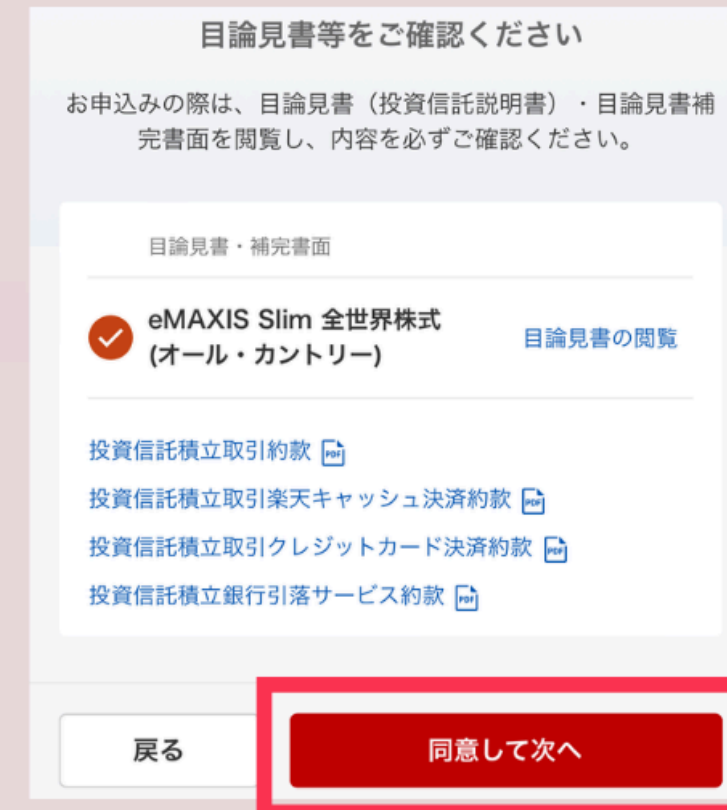 目論見書等をご確認ください
お申込みの際は、目論見書（投資信託説明書）・目論見書補
完書面を閲覧し、内容を必ずご確認ください。
目論見書・補完書面
eMAXIS Slim 全世界株式
(オール・カントリー)
目論見書の閲覧
投資信託積立取引約款 PDF
投資信託積立取引楽天キャッシュ決済約款 PDF
投資信託積立取引クレジットカード決済約款 PDF
投資信託積立銀行引落サービス約款 PDF
戻る
同意して次へ